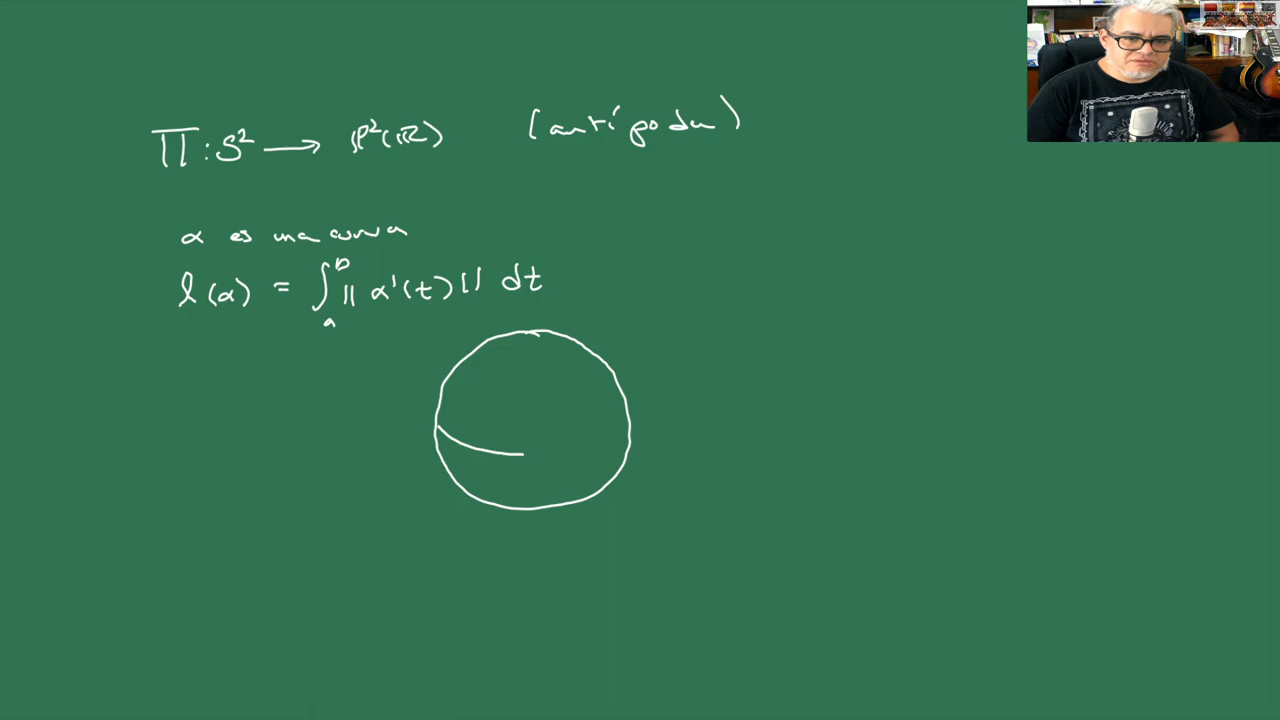 Π : S² → ℙ²(ℝ) (antípoda)
α es una curva
l(α) = ∫ₐᵇ || α'(t) || dt